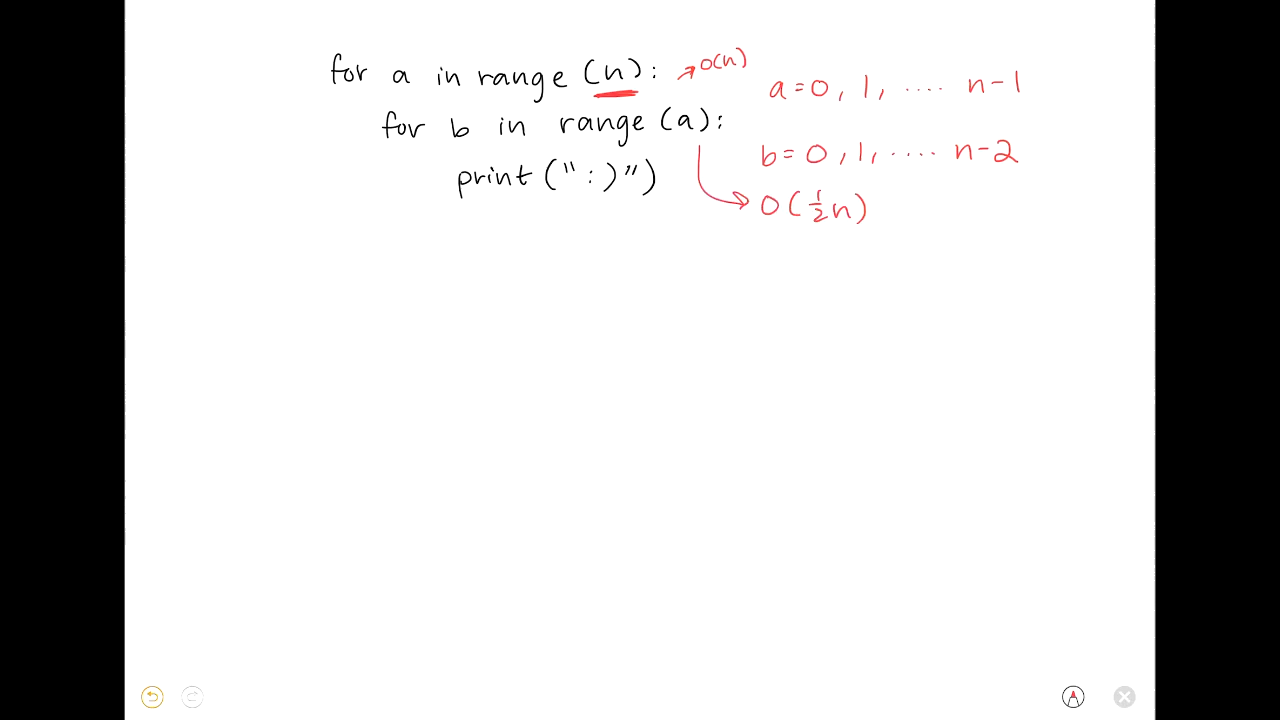 for a in range (n): → O(n)
a = 0, 1, .... n-1
for b in range (a):
b = 0, 1, .... n-2
print (":)")
O(½n)